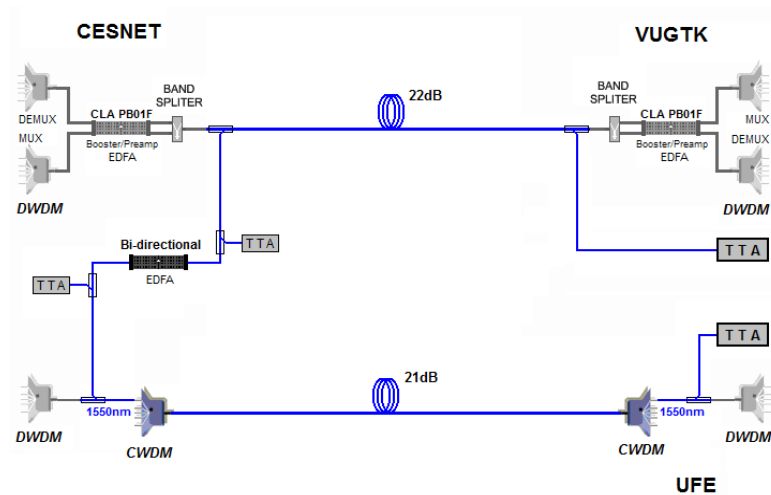 CESNET
VUGTK
BAND
SPLITER
22dB
BAND
SPLITER
CLA PB01F
CLA PB01F
DEMUX
MUX
MUX
DEMUX
Booster/Preamp
EDFA
Booster/Preamp
EDFA
DWDM
DWDM
Bi-directional
EDFA
TTA
TTA
TTA
TTA
21dB
1550nm
1550nm
DWDM
CWDM
CWDM
DWDM
UFE